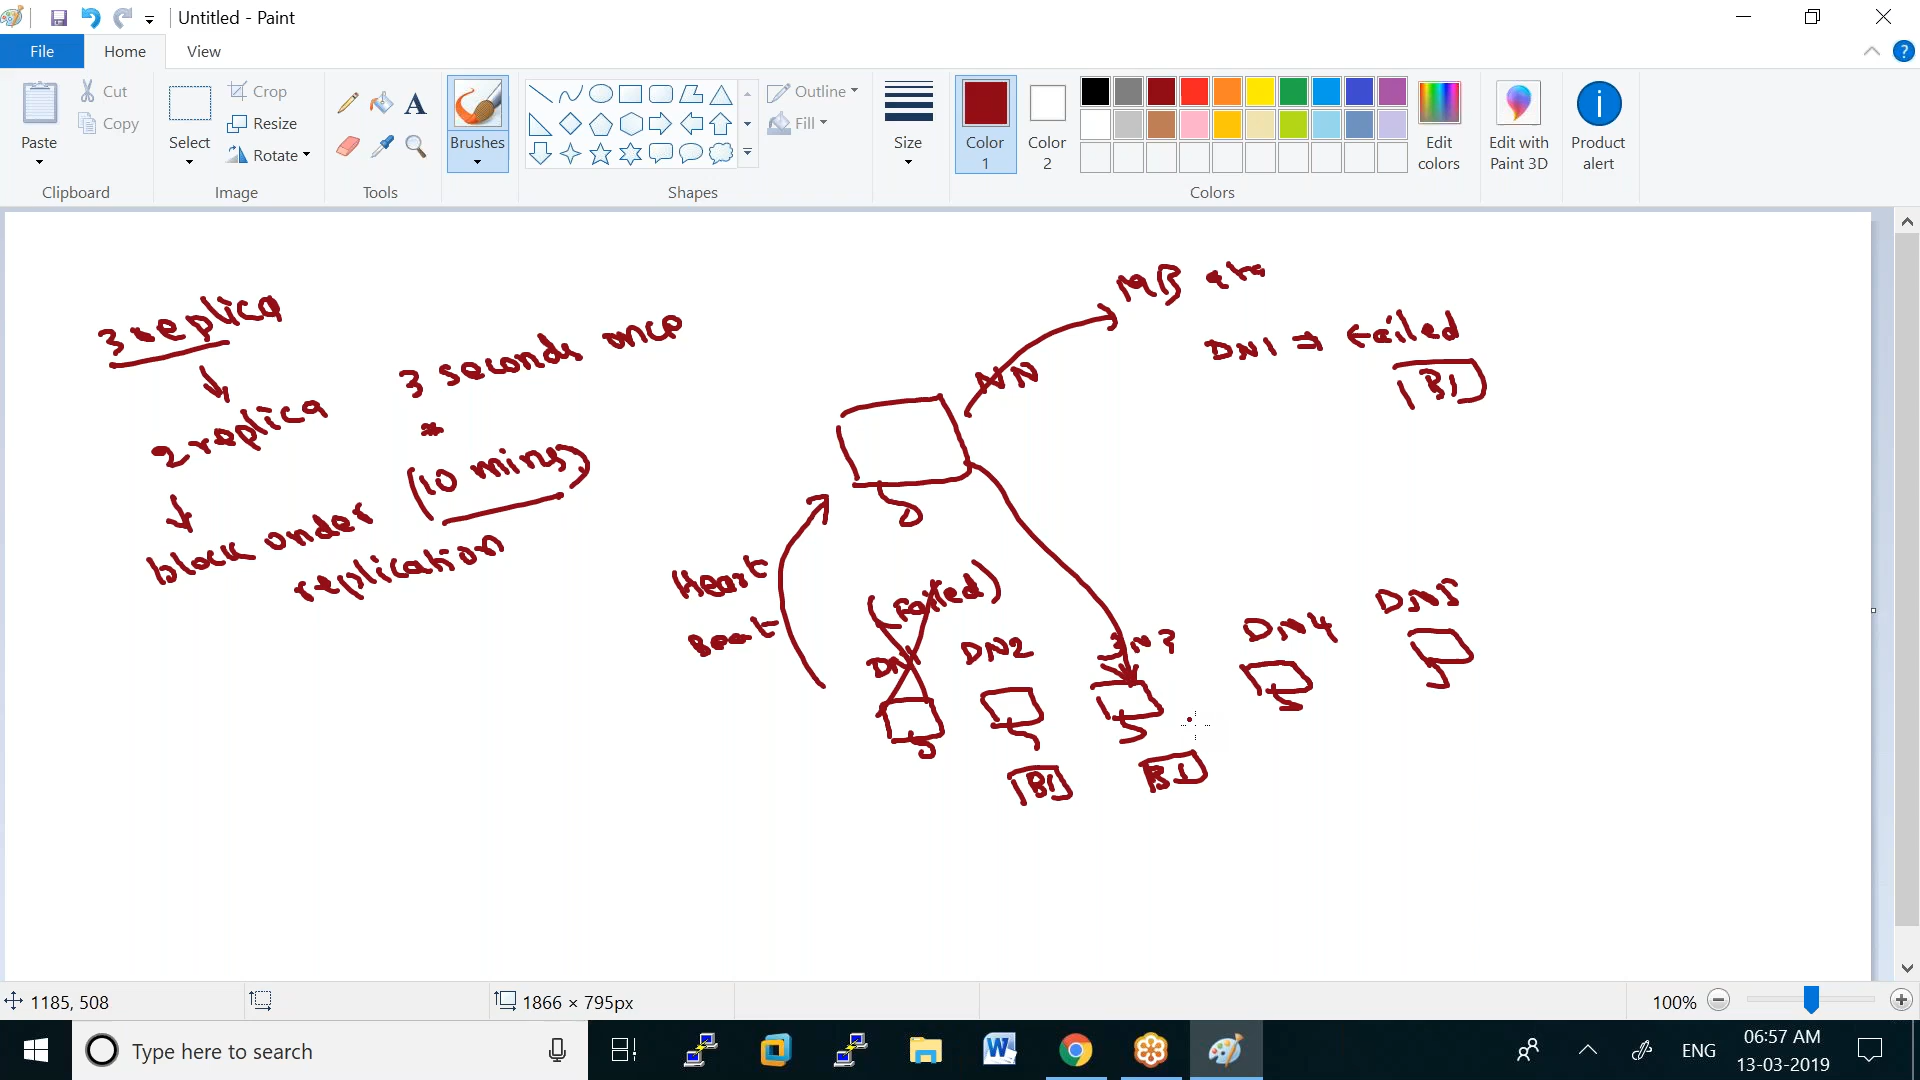 Untitled - Paint
File Home View
Paste Cut Copy Clipboard
Select Crop Resize Rotate Image
Tools
Brushes
Shapes
Outline Fill
Size
Color 1 Color 2
Edit colors
Colors
Edit with Paint 3D
Product alert
3 replica
2 replica
block under
replication
3 seconds once
*
(10 mins)
NN
MB
DN1 ⇒ Failed
B1
Heart
Beat
(Failed)
DN1
DN2
DN3
DN4
DN5
B1
B1
1185, 508
1866 × 795px
100%
Type here to search
ENG
06:57 AM
13-03-2019